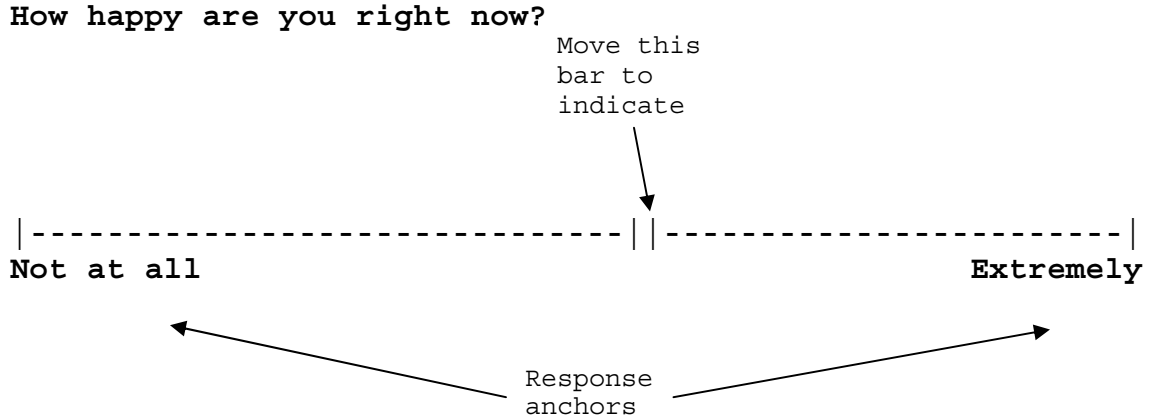 How happy are you right now?
Move this
bar to
indicate
|-------------------------------||-----------------------|
Not at all Extremely
Response
anchors